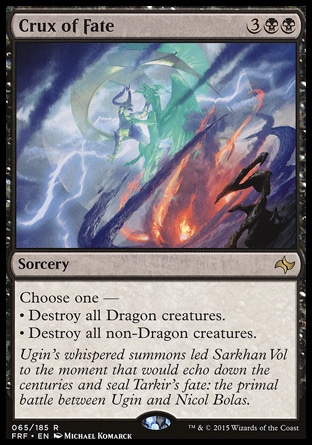 Crux of Fate 3
Sorcery
Choose one —
• Destroy all Dragon creatures.
• Destroy all non-Dragon creatures.
Ugin's whispered summons led Sarkhan Vol
to the moment that would echo down the
centuries and seal Tarkir's fate: the primal
battle between Ugin and Nicol Bolas.
065/185 R
FRF • EN MICHAEL KOMARCK
™ & © 2015 Wizards of the Coast